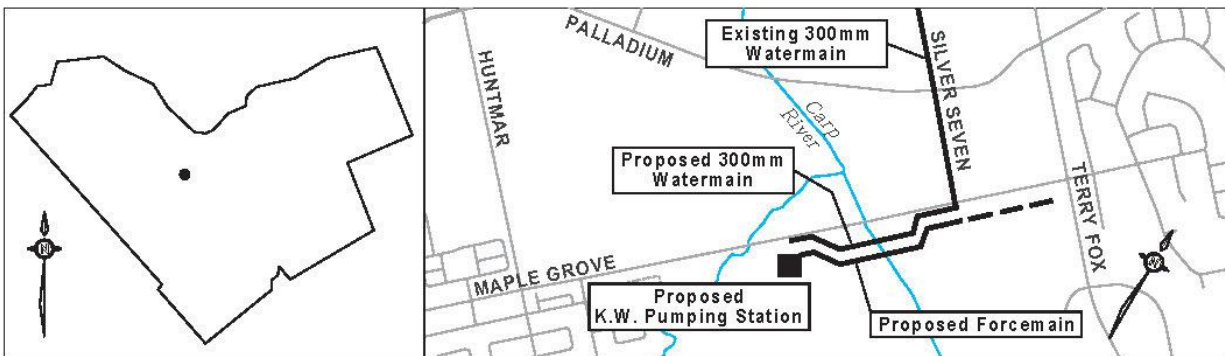 N
HUNTMAR
PALLADIUM
Existing 300mm
Watermain
SILVER SEVEN
Carp
River
Proposed 300mm
Watermain
TERRY FOX
MAPLE GROVE
Proposed
K.W. Pumping Station
Proposed Forcemain
N